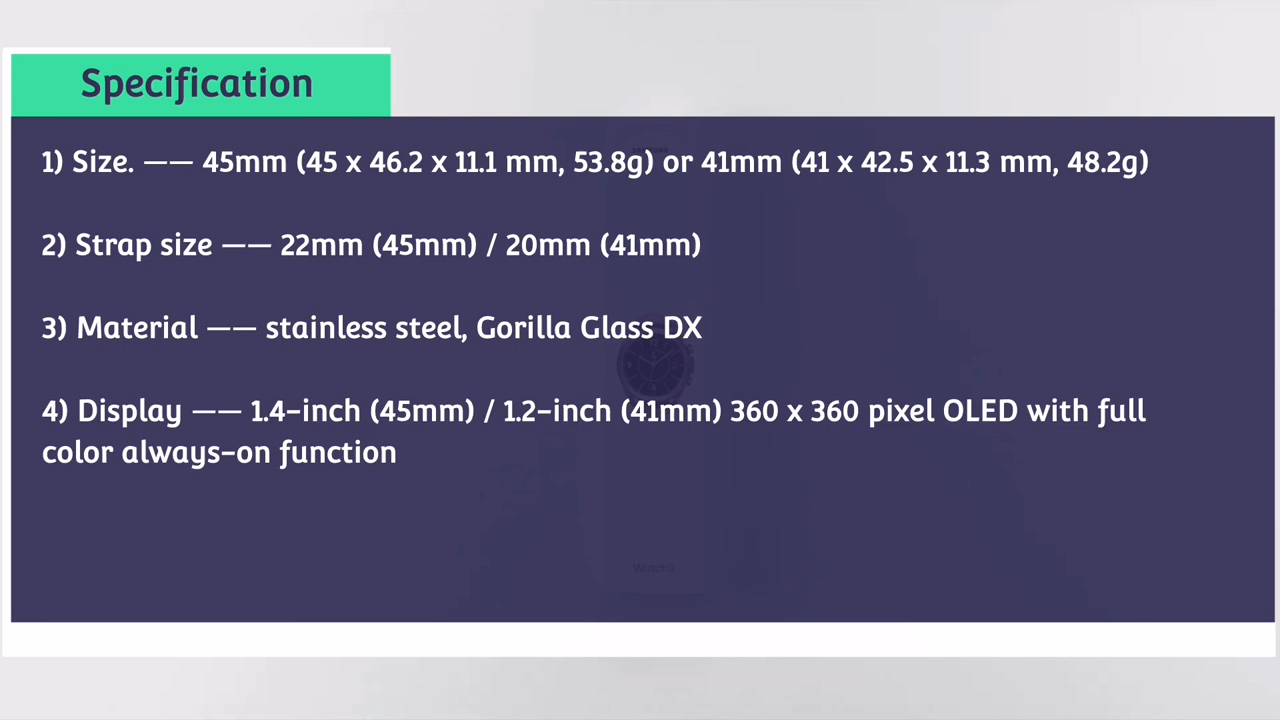 Specification
1) Size. —— 45mm (45 x 46.2 x 11.1 mm, 53.8g) or 41mm (41 x 42.5 x 11.3 mm, 48.2g)
2) Strap size —— 22mm (45mm) / 20mm (41mm)
3) Material —— stainless steel, Gorilla Glass DX
4) Display —— 1.4-inch (45mm) / 1.2-inch (41mm) 360 x 360 pixel OLED with full
color always-on function